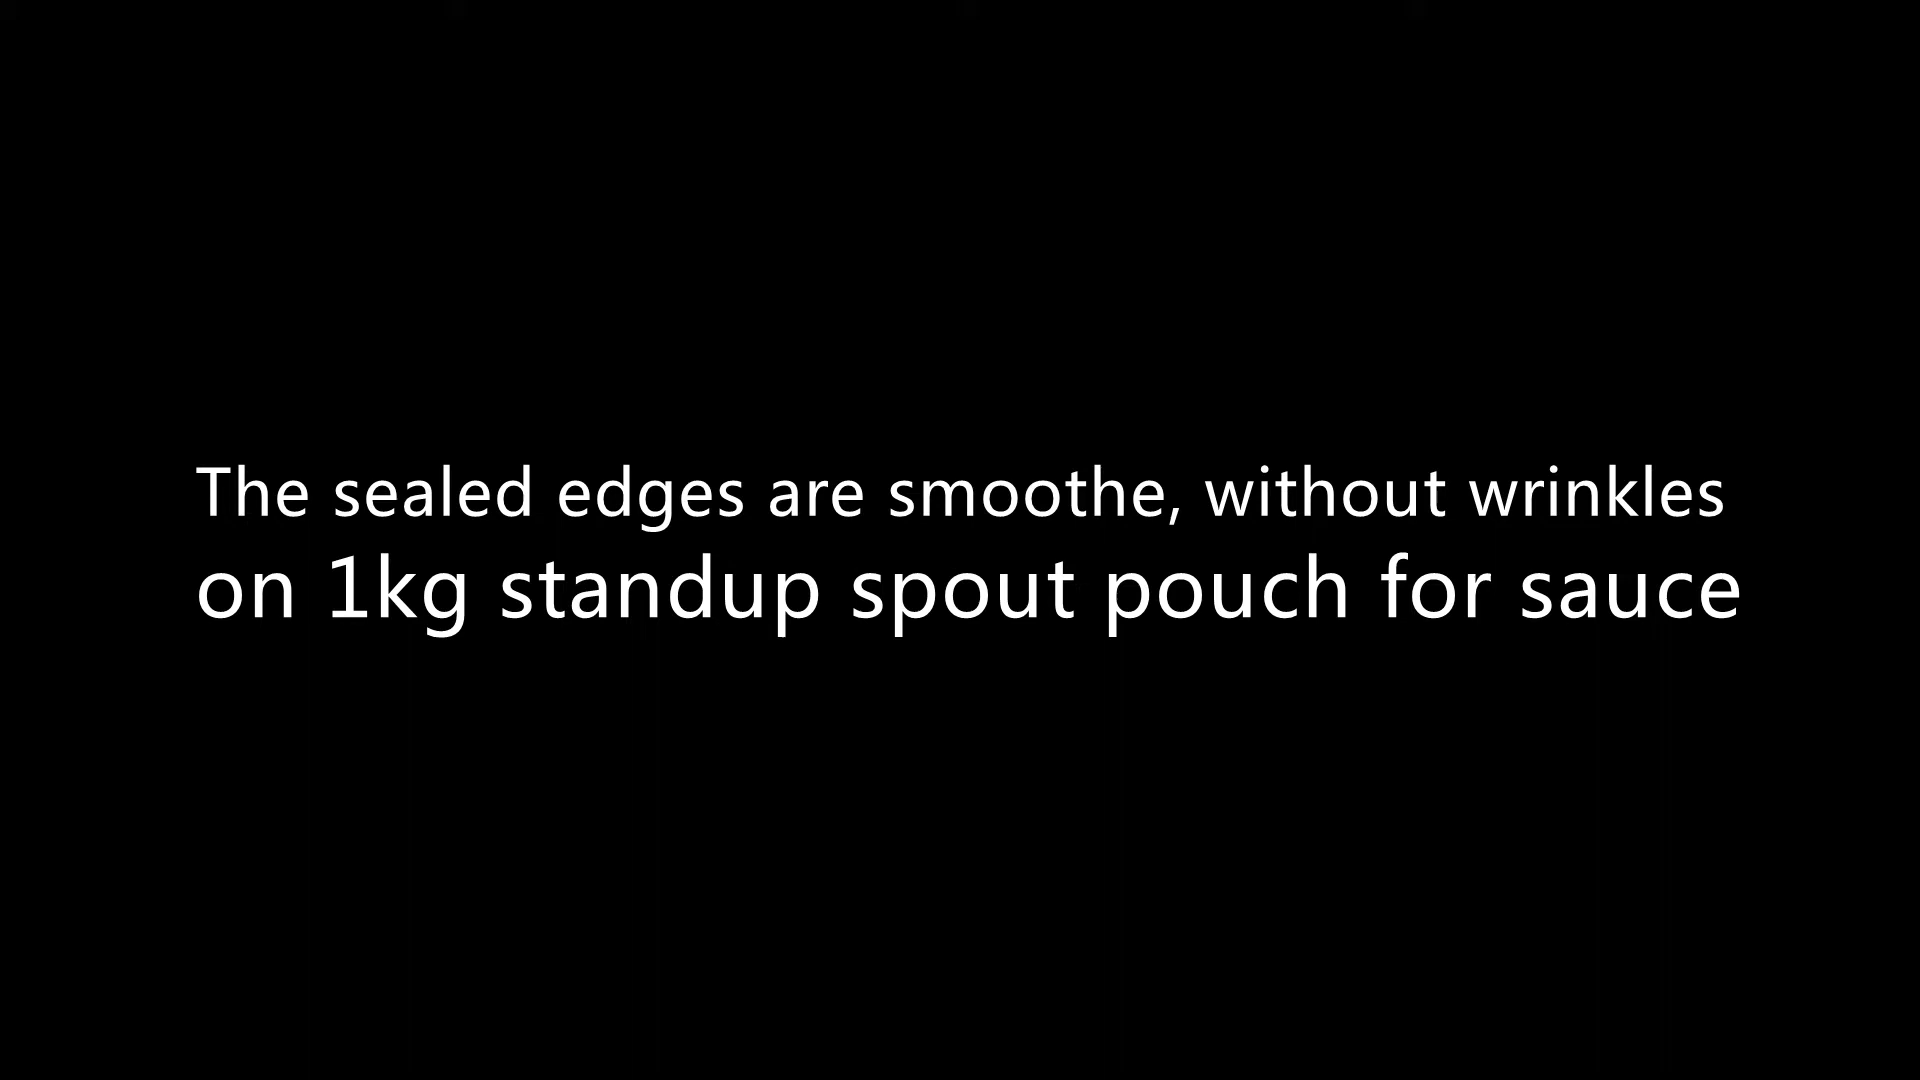 The sealed edges are smoothe, without wrinkles
on 1kg standup spout pouch for sauce